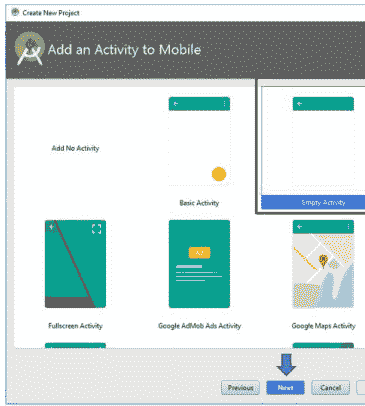 Create New Project
Add an Activity to Mobile
Add No Activity
Basic Activity
Empty Activity
Fullscreen Activity
Google AdMob Ads Activity
Google Maps Activity
Previous
Next
Cancel